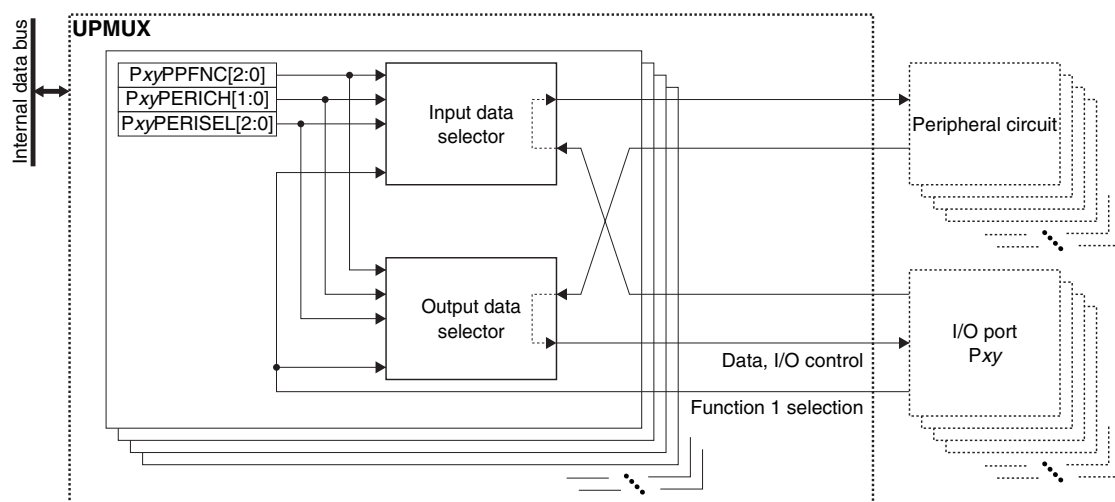 UPMUX
Internal data bus
PxyPPFNC[2:0]
PxyPERICH[1:0]
PxyPERISEL[2:0]
Input data
selector
Peripheral circuit
Output data
selector
I/O port
Pxy
Data, I/O control
Function 1 selection